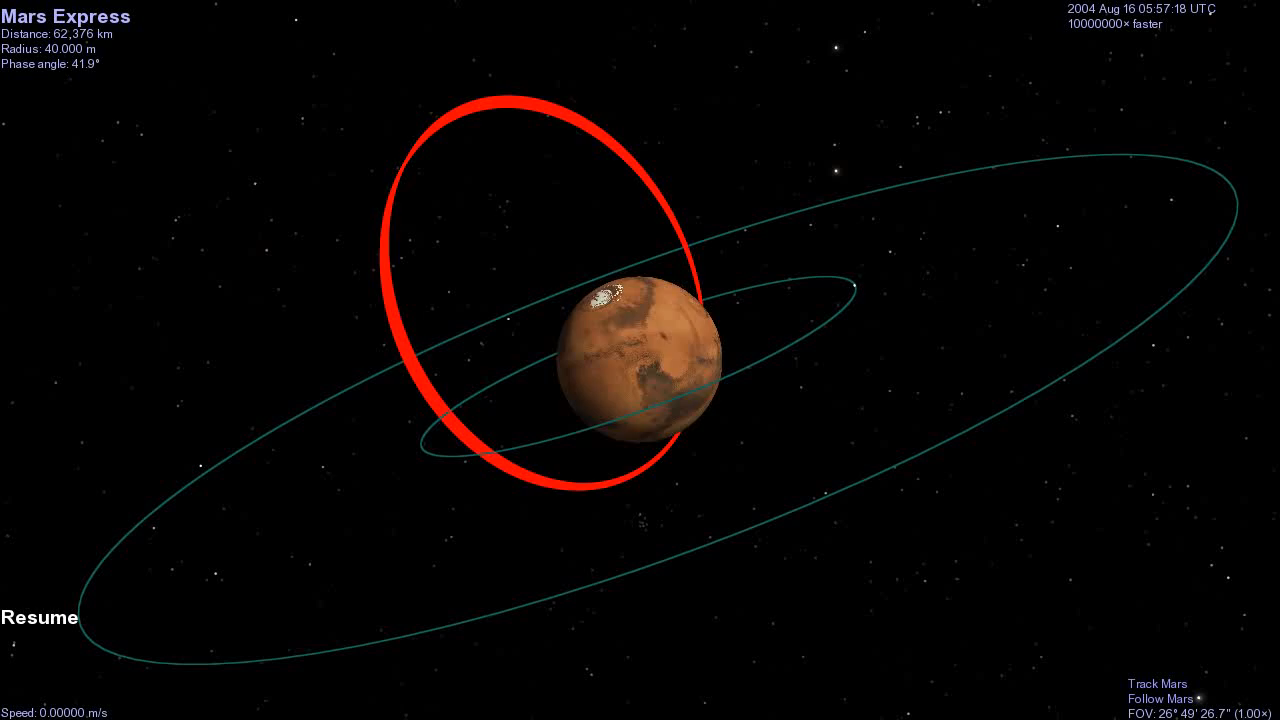 Mars Express
Distance: 62,376 km
Radius: 40.000 m
Phase angle: 41.9°
2004 Aug 16 05:57:18 UTC
10000000× faster
Resume
Speed: 0.00000 m/s
Track Mars
Follow Mars
FOV: 26° 49' 26.7" (1.00×)